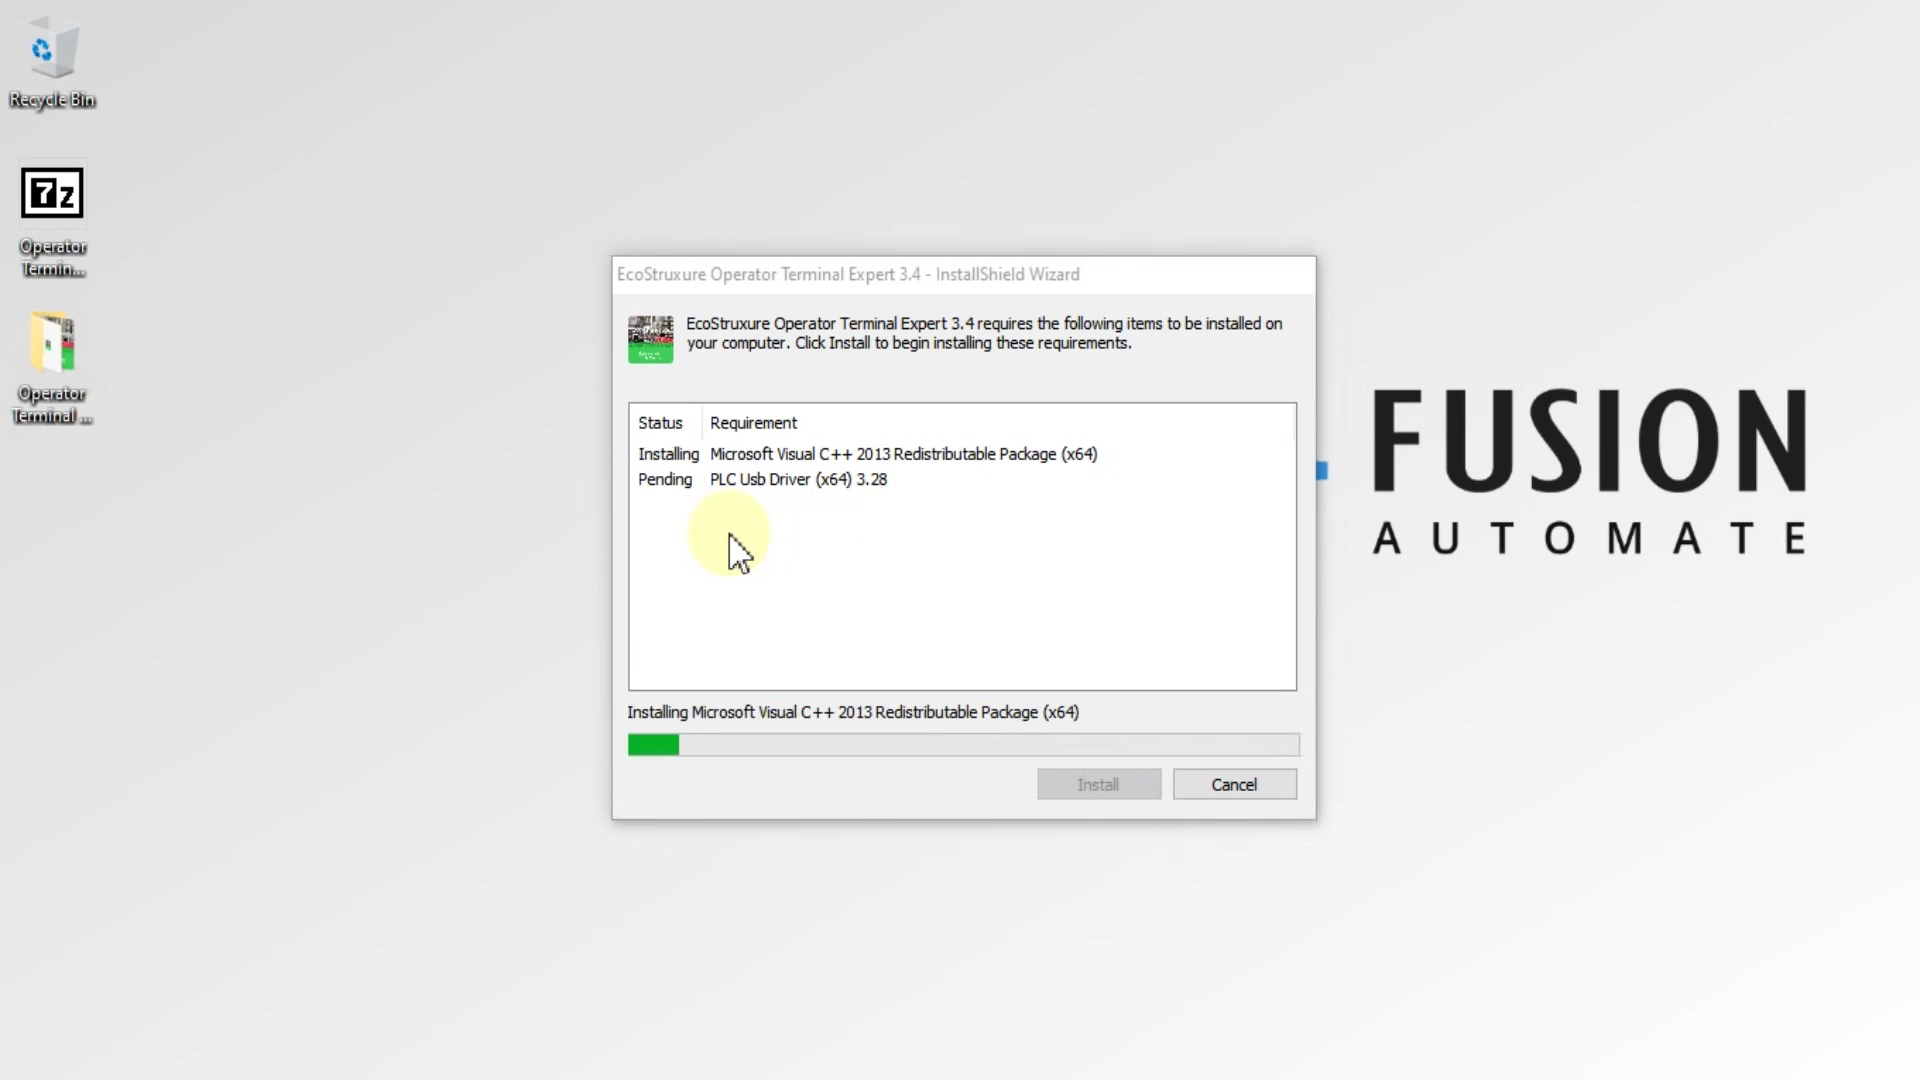 Recycle Bin
7z
Operator
Termin...
Operator
Terminal ...
EcoStruxure Operator Terminal Expert 3.4 - InstallShield Wizard
EcoStruxure Operator Terminal Expert 3.4 requires the following items to be installed on
your computer. Click Install to begin installing these requirements.
Status Requirement
Installing Microsoft Visual C++ 2013 Redistributable Package (x64)
Pending PLC Usb Driver (x64) 3.28
Installing Microsoft Visual C++ 2013 Redistributable Package (x64)
Install Cancel
FUSION
AUTOMATE